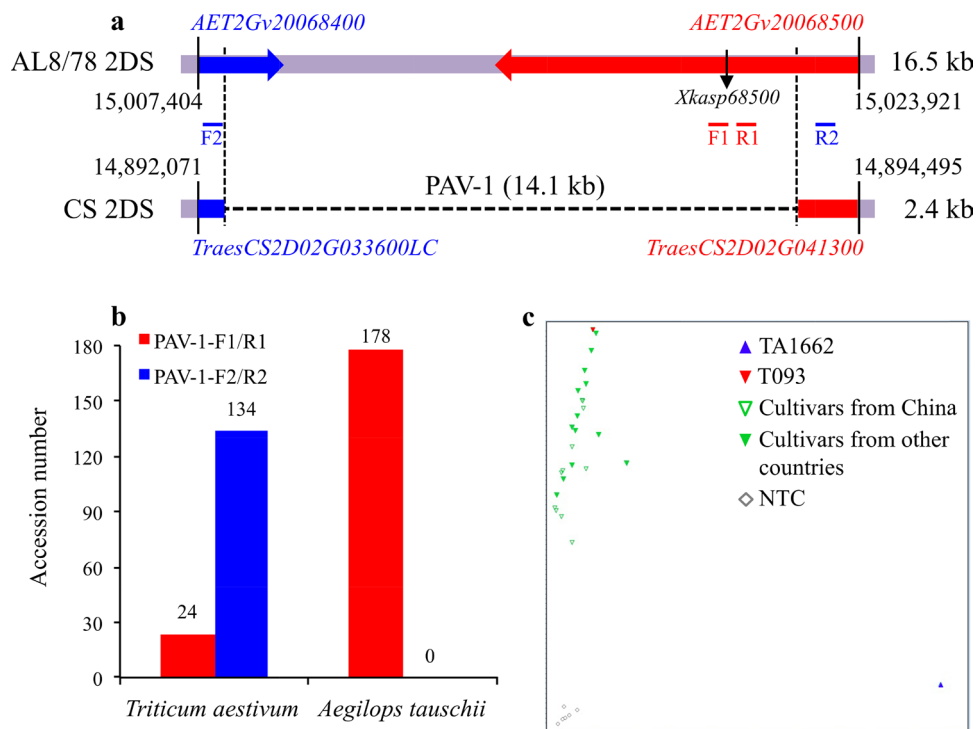 a
AET2Gv20068400
AET2Gv20068500
AL8/78 2DS
16.5 kb
15,007,404
Xkasp68500
15,023,921
F2
F1
R1
R2
14,892,071
14,894,495
PAV-1 (14.1 kb)
CS 2DS
2.4 kb
TraesCS2D02G033600LC
TraesCS2D02G041300
b
PAV-1-F1/R1
PAV-1-F2/R2
Accession number
180
150
120
90
60
30
0
24
134
178
0
Triticum aestivum
Aegilops tauschii
c
TA1662
T093
Cultivars from China
Cultivars from other
countries
NTC